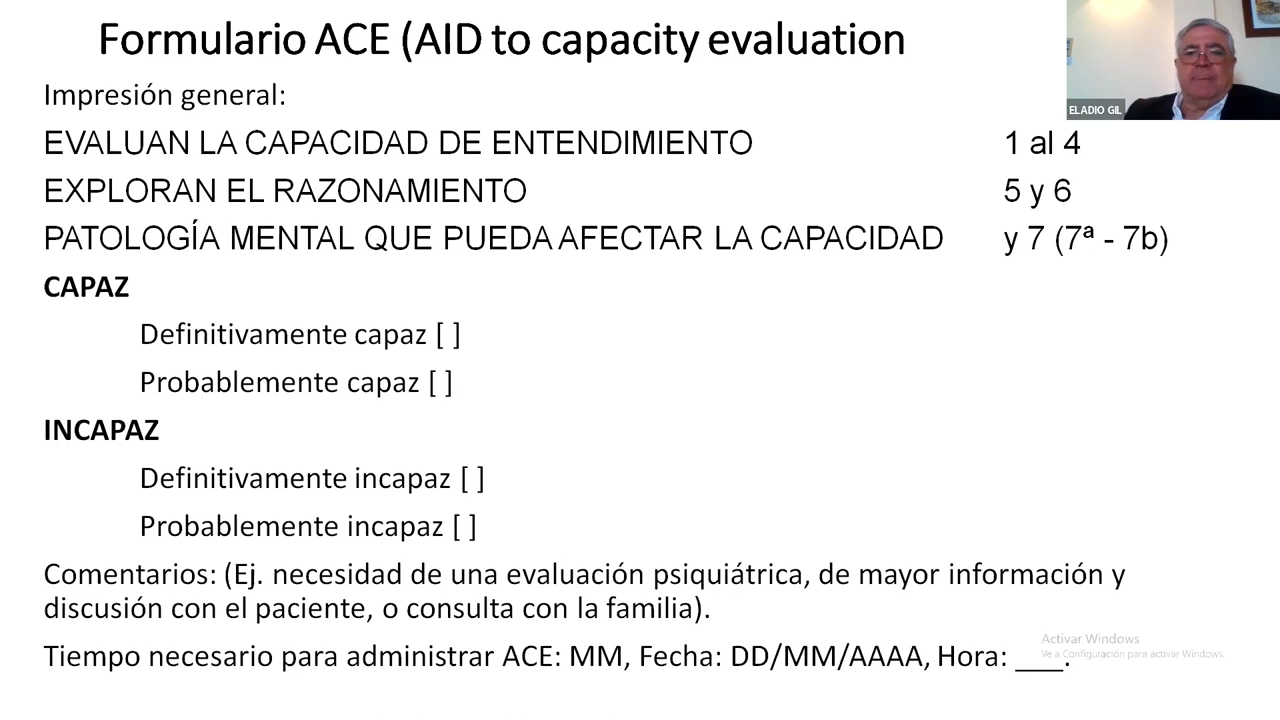 Formulario ACE (AID to capacity evaluation
ELADIO GIL
Impresión general:
EVALUAN LA CAPACIDAD DE ENTENDIMIENTO 1 al 4
EXPLORAN EL RAZONAMIENTO 5 y 6
PATOLOGÍA MENTAL QUE PUEDA AFECTAR LA CAPACIDAD y 7 (7ª - 7b)
CAPAZ
Definitivamente capaz [ ]
Probablemente capaz [ ]
INCAPAZ
Definitivamente incapaz [ ]
Probablemente incapaz [ ]
Comentarios: (Ej. necesidad de una evaluación psiquiátrica, de mayor información y
discusión con el paciente, o consulta con la familia).
Tiempo necesario para administrar ACE: MM, Fecha: DD/MM/AAAA, Hora: ___.
Activar Windows
Ve a Configuración para activar Windows.